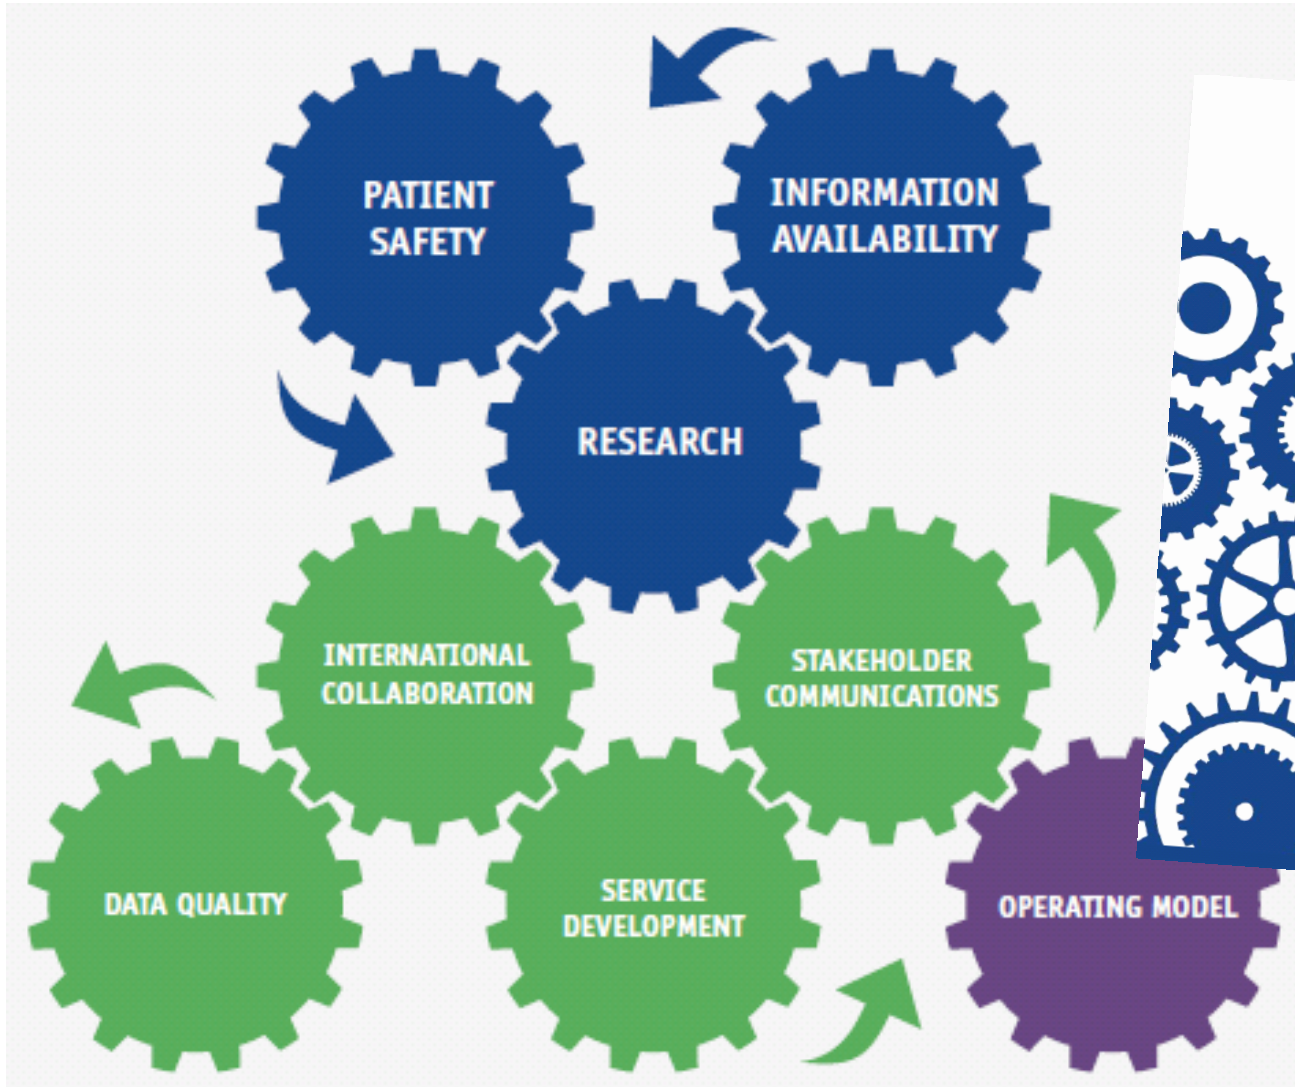 PATIENT
SAFETY
INFORMATION
AVAILABILITY
RESEARCH
INTERNATIONAL
COLLABORATION
STAKEHOLDER
COMMUNICATIONS
DATA QUALITY
SERVICE
DEVELOPMENT
OPERATING MODEL